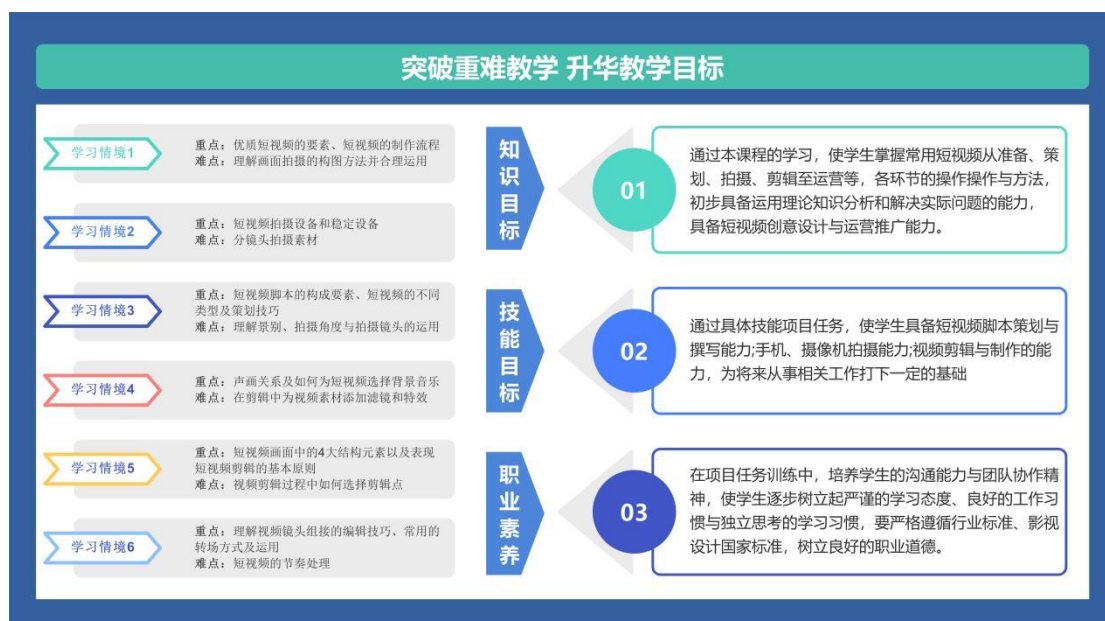 突破重难教学 升华教学目标
学习情境1
重点：优质短视频的要素、短视频的制作流程
难点：理解画面拍摄的构图方法并合理运用
学习情境2
重点：短视频拍摄设备和稳定设备
难点：分镜头拍摄素材
学习情境3
重点：短视频脚本的构成要素、短视频的不同
类型及策划技巧
难点：理解景别、拍摄角度与拍摄镜头的运用
学习情境4
重点：声画关系及如何为短视频选择背景音乐
难点：在剪辑中为视频素材添加滤镜和特效
学习情境5
重点：短视频画面中的4大结构元素以及表现
短视频剪辑的基本原则
难点：视频剪辑过程中如何选择剪辑点
学习情境6
重点：理解视频镜头组接的编辑技巧、常用的
转场方式及运用
难点：短视频的节奏处理
知识目标
01
通过本课程的学习，使学生掌握常用短视频从准备、策
划、拍摄、剪辑至运营等，各环节的操作操作与方法，
初步具备运用理论知识分析和解决实际问题的能力，
具备短视频创意设计与运营推广能力。
技能目标
02
通过具体技能项目任务，使学生具备短视频脚本策划与
撰写能力;手机、摄像机拍摄能力;视频剪辑与制作的能
力，为将来从事相关工作打下一定的基础
职业素养
03
在项目任务训练中，培养学生的沟通能力与团队协作精
神，使学生逐步树立起严谨的学习态度、良好的工作习
惯与独立思考的学习习惯，要严格遵循行业标准、影视
设计国家标准，树立良好的职业道德。